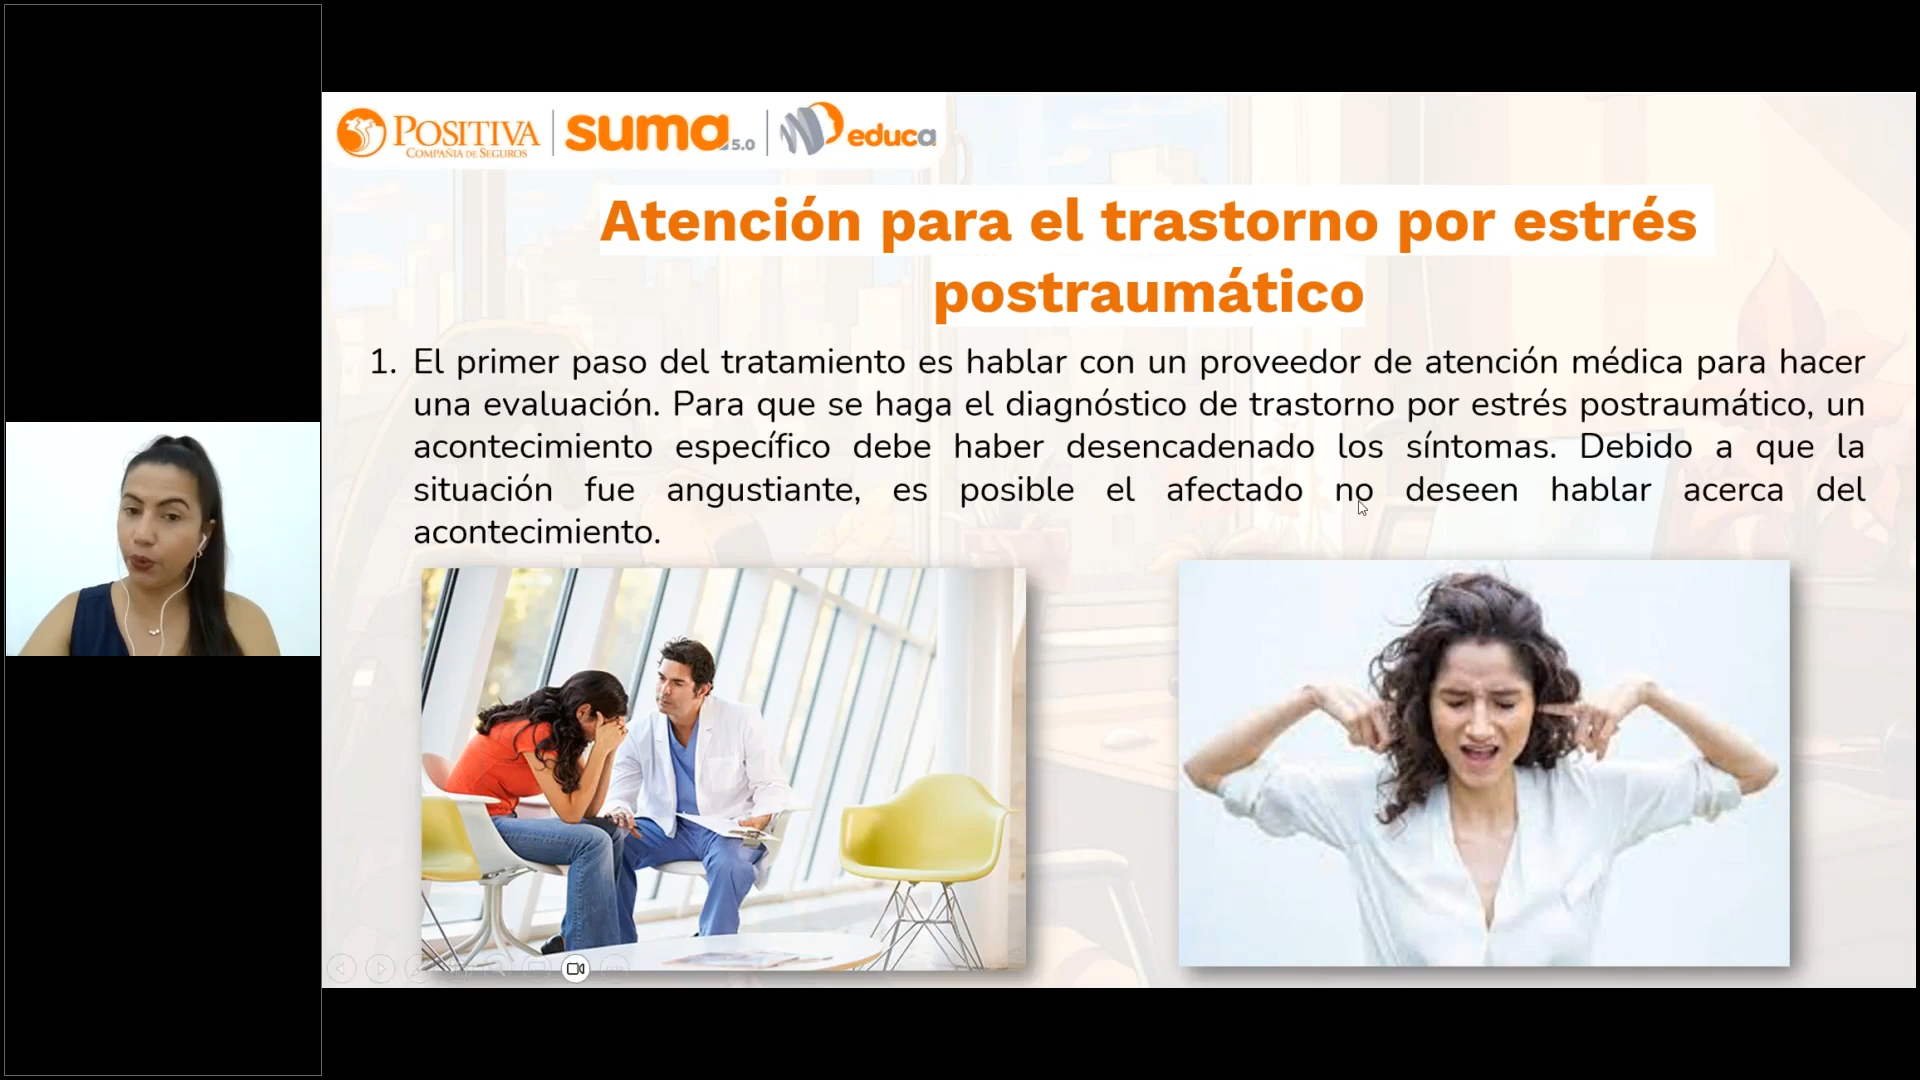 POSITIVA
COMPAÑIA DE SEGUROS
suma 5.0
educa
Atención para el trastorno por estrés
postraumático
1. El primer paso del tratamiento es hablar con un proveedor de atención médica para hacer
una evaluación. Para que se haga el diagnóstico de trastorno por estrés postraumático, un
acontecimiento específico debe haber desencadenado los síntomas. Debido a que la
situación fue angustiante, es posible el afectado no deseen hablar acerca del
acontecimiento.